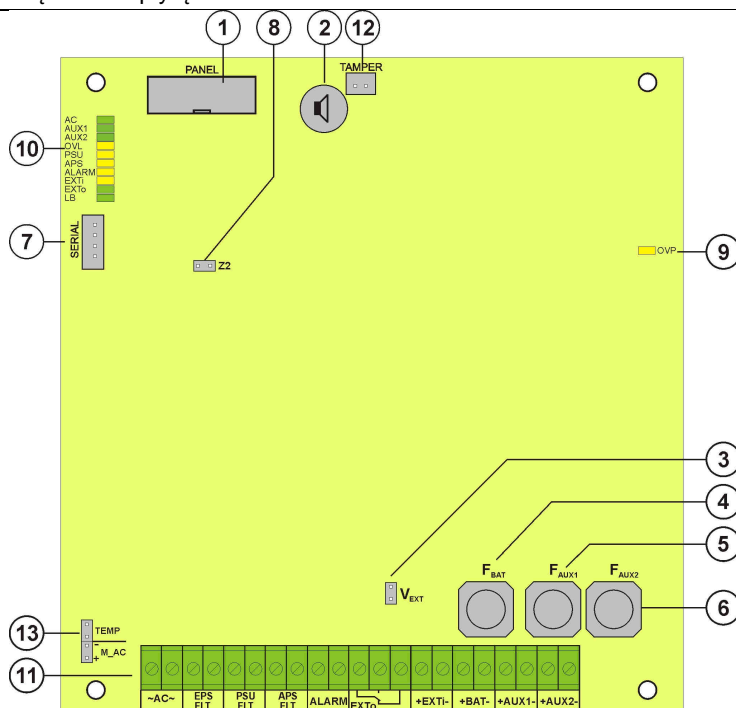 1
8
2
12
PANEL
TAMPER
10
AC
AUX1
AUX2
OVL
PSU
APS
ALARM
EXTi
EXTo
LB
7
SERIAL
Z2
OVP
9
3
4
5
FBAT
FAUX1
FAUX2
VEXT
6
13
TEMP
-
M_AC
+
11
~AC~
EPS FLT
PSU FLT
APS FLT
ALARM
EXTo
+EXTi-
+BAT-
+AUX1-
+AUX2-